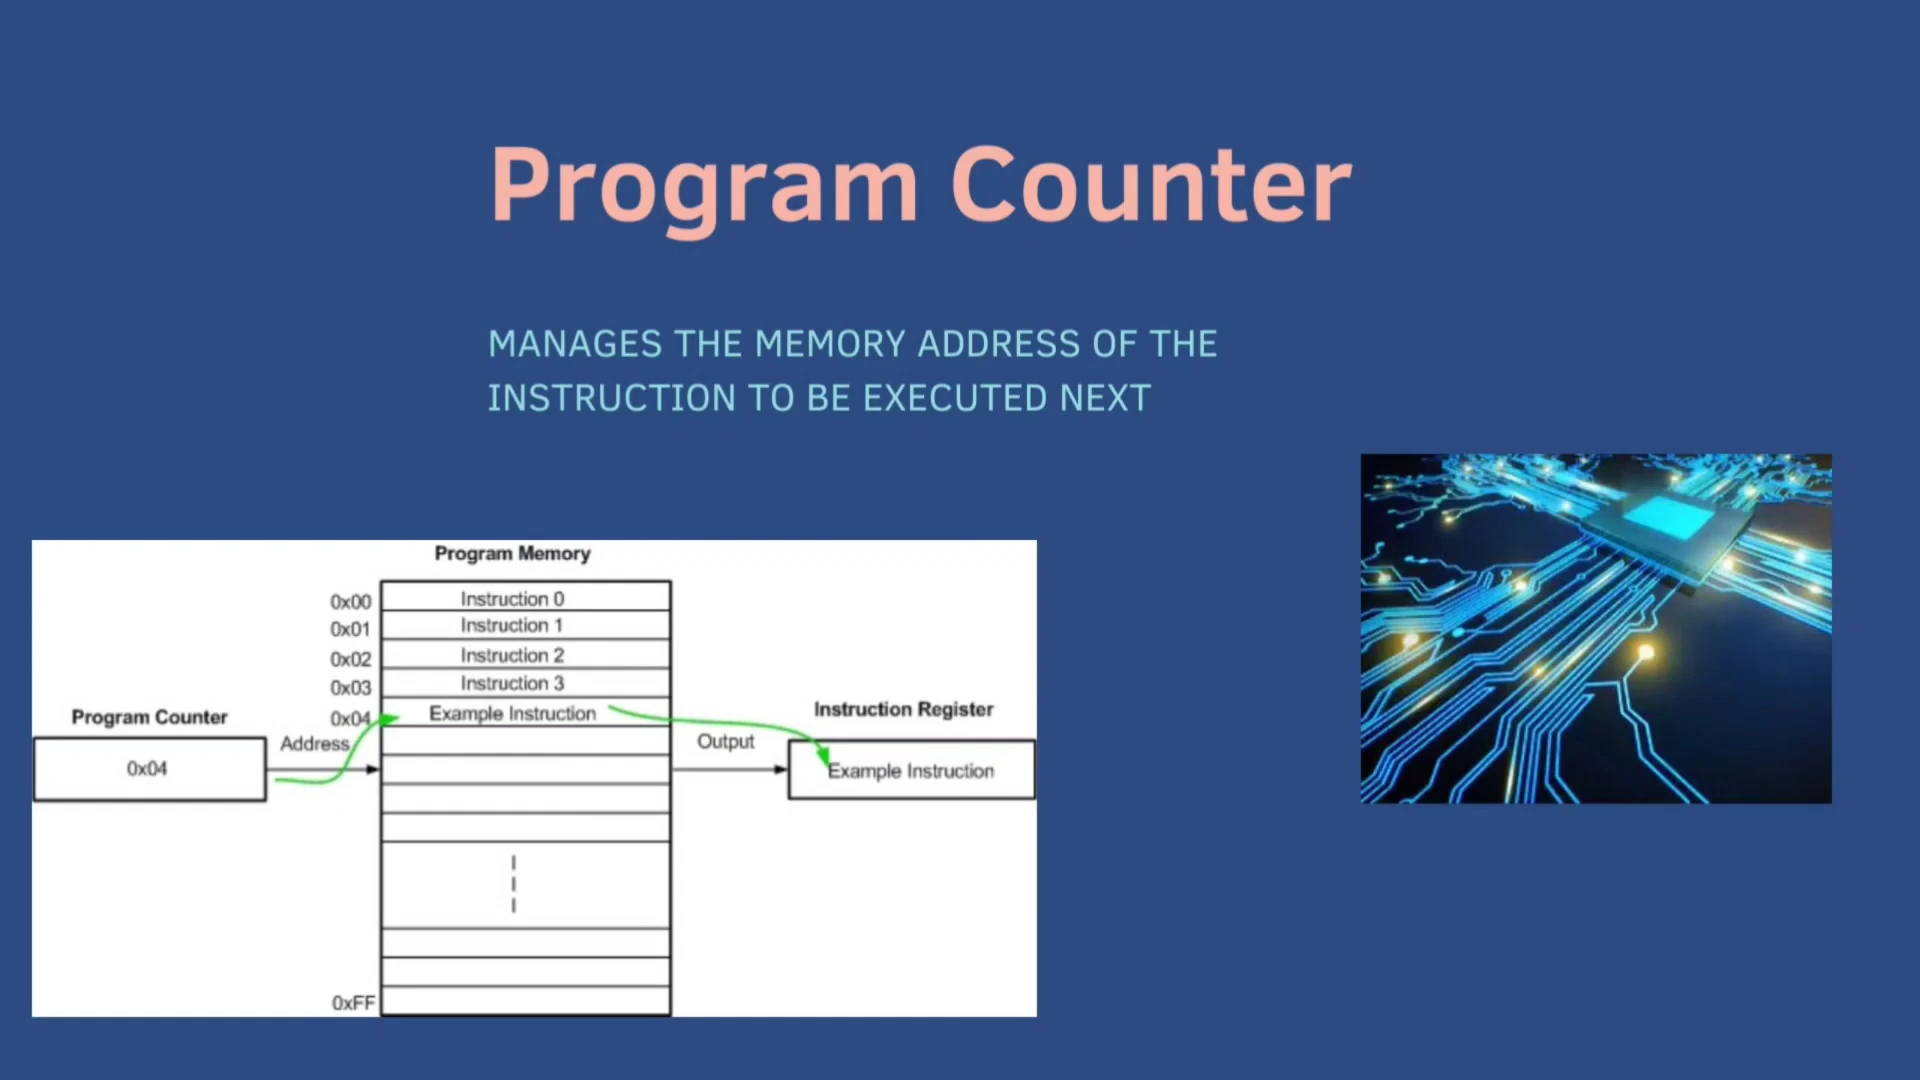 Program Counter
MANAGES THE MEMORY ADDRESS OF THE
INSTRUCTION TO BE EXECUTED NEXT
Program Memory
0x00 Instruction 0
0x01 Instruction 1
0x02 Instruction 2
0x03 Instruction 3
0x04 Example Instruction
0xFF
Program Counter
0x04
Address
Output
Instruction Register
Example Instruction